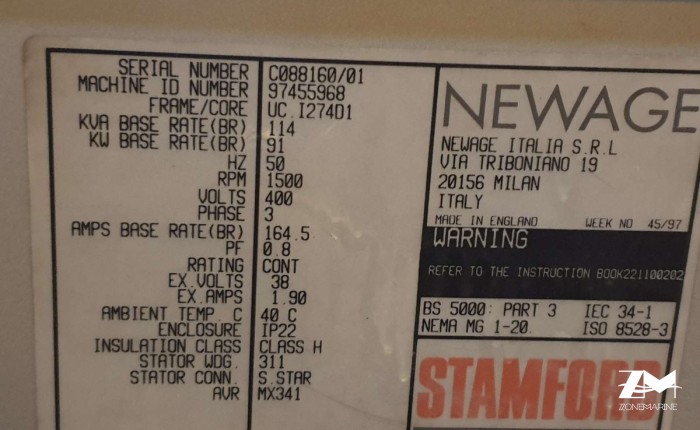 SERIAL NUMBER C088160/01
MACHINE ID NUMBER 97455968
FRAME/CORE UC.I274D1
KVA BASE RATE(BR) 114
KW BASE RATE(BR) 91
HZ 50
RPM 1500
VOLTS 400
PHASE 3
AMPS BASE RATE(BR) 164.5
PF 0.8
RATING CONT
EX.VOLTS 38
EX.AMPS 1.90
AMBIENT TEMP. C 40 C
ENCLOSURE IP22
INSULATION CLASS CLASS H
STATOR WDG. 311
STATOR CONN. S.STAR
AVR MX341
NEWAGE
NEWAGE ITALIA S.R.L
VIA TRIBONIANO 19
20156 MILAN
ITALY
MADE IN ENGLAND WEEK NO 45/97
WARNING
REFER TO THE INSTRUCTION BOOK221100202
BS 5000: PART 3 IEC 34-1
NEMA MG 1-20. ISO 8528-3
STAMFORD
ZM
ZONEMARINE